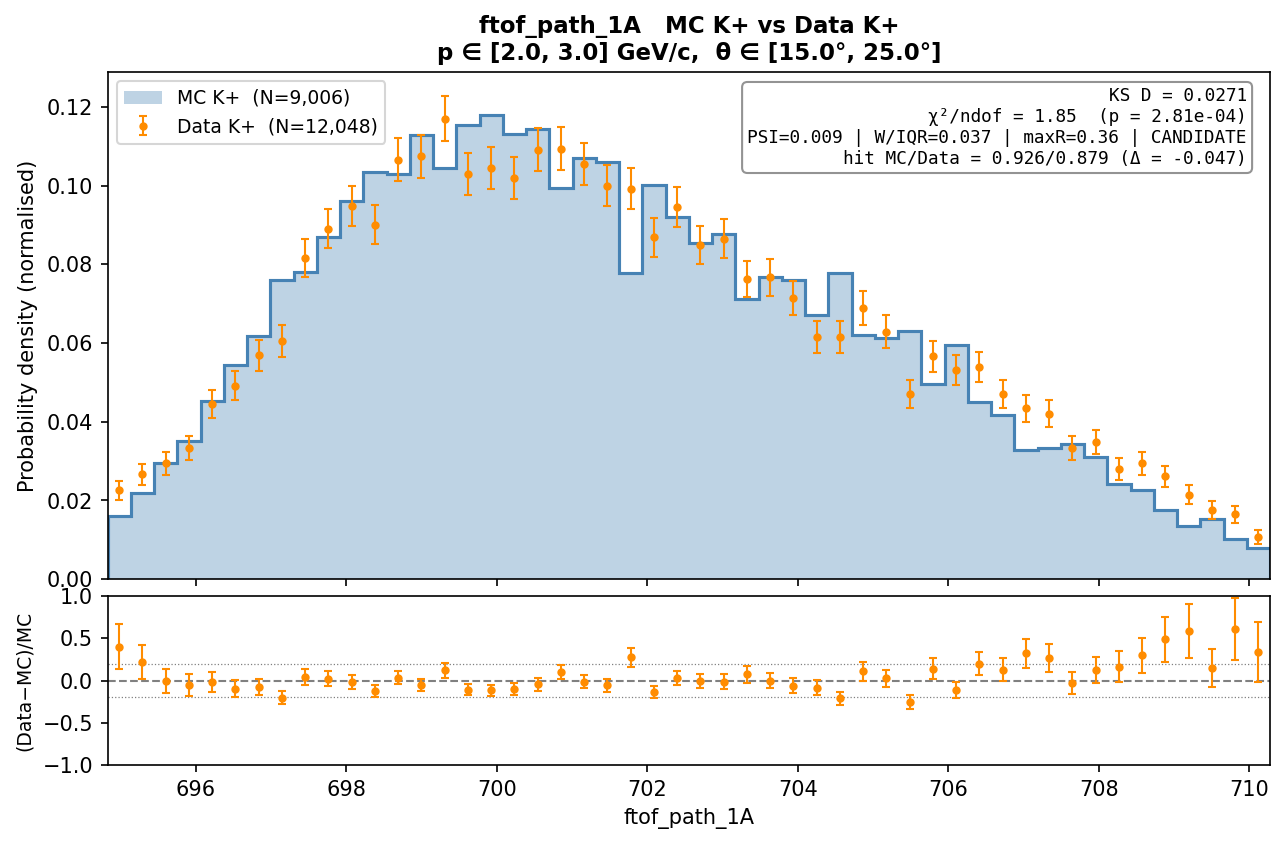 ftof_path_1A   MC K+ vs Data K+
p ∈ [2.0, 3.0] GeV/c,  θ ∈ [15.0°, 25.0°]
MC K+  (N=9,006)
Data K+  (N=12,048)
KS D = 0.0271
χ²/ndof = 1.85  (p = 2.81e-04)
PSI=0.009 | W/IQR=0.037 | maxR=0.36 | CANDIDATE
hit MC/Data = 0.926/0.879 (Δ = -0.047)
Probability density (normalised)
0.12
0.10
0.08
0.06
0.04
0.02
0.00
(Data−MC)/MC
1.0
0.5
0.0
−0.5
−1.0
696 698 700 702 704 706 708 710
ftof_path_1A